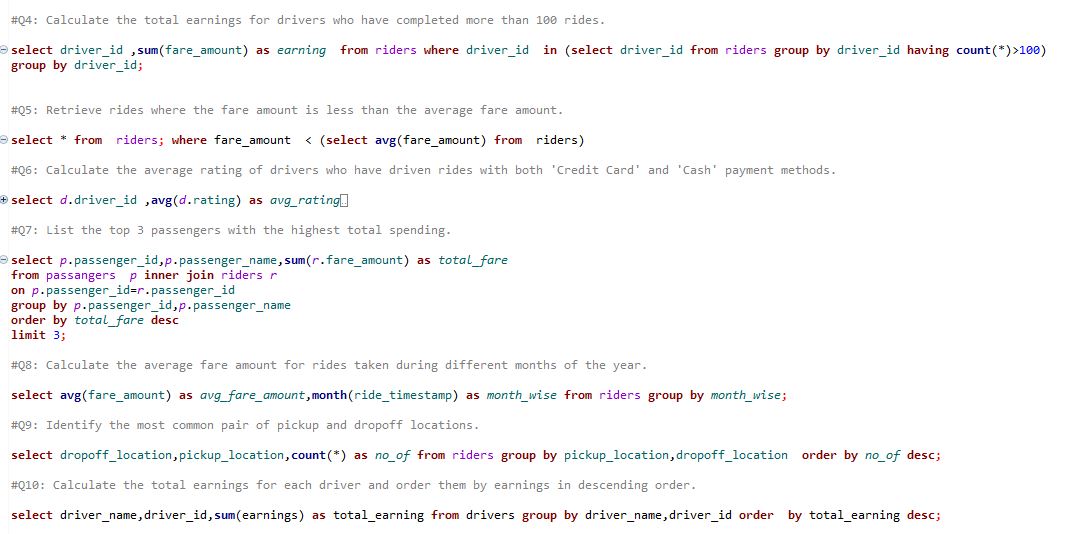 #Q4: Calculate the total earnings for drivers who have completed more than 100 rides.
select driver_id ,sum(fare_amount) as earning  from riders where driver_id  in (select driver_id from riders group by driver_id having count(*)>100)
group by driver_id;
#Q5: Retrieve rides where the fare amount is less than the average fare amount.
select * from  riders; where fare_amount  < (select avg(fare_amount) from  riders)
#Q6: Calculate the average rating of drivers who have driven rides with both 'Credit Card' and 'Cash' payment methods.
select d.driver_id ,avg(d.rating) as avg_rating
#Q7: List the top 3 passengers with the highest total spending.
select p.passenger_id,p.passenger_name,sum(r.fare_amount) as total_fare
from passangers  p inner join riders r
on p.passenger_id=r.passenger_id
group by p.passenger_id,p.passenger_name
order by total_fare desc
limit 3;
#Q8: Calculate the average fare amount for rides taken during different months of the year.
select avg(fare_amount) as avg_fare_amount,month(ride_timestamp) as month_wise from riders group by month_wise;
#Q9: Identify the most common pair of pickup and dropoff locations.
select dropoff_location,pickup_location,count(*) as no_of from riders group by pickup_location,dropoff_location  order by no_of desc;
#Q10: Calculate the total earnings for each driver and order them by earnings in descending order.
select driver_name,driver_id,sum(earnings) as total_earning from drivers group by driver_name,driver_id order  by total_earning desc;